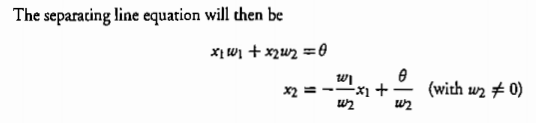 The separating line equation will then be
x₁w₁ + x₂w₂ = θ
x₂ = −w₁/w₂ x₁ + θ/w₂ (with w₂ ≠ 0)